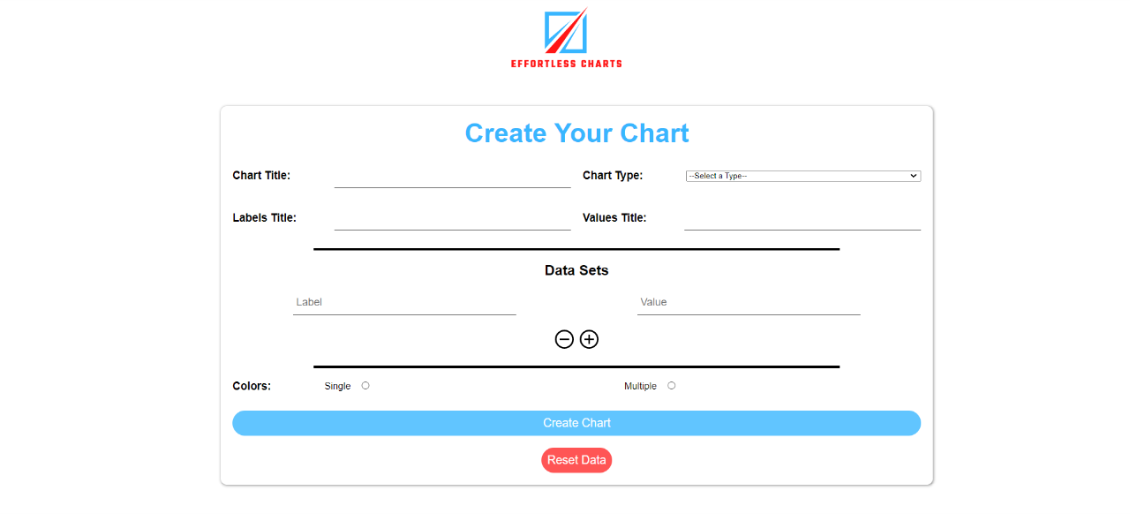 EFFORTLESS CHARTS
Create Your Chart
Chart Title:
Chart Type: --Select a Type--
Labels Title:
Values Title:
Data Sets
Label
Value
Colors: Single Multiple
Create Chart
Reset Data